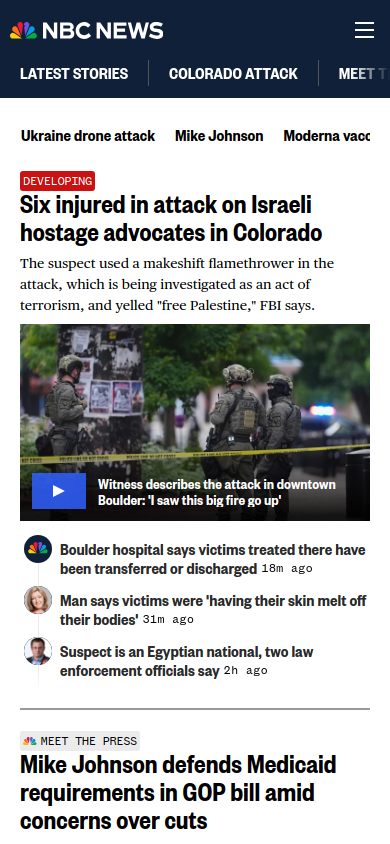 NBC NEWS
LATEST STORIES
COLORADO ATTACK
MEET T
Ukraine drone attack
Mike Johnson
Moderna vacc
DEVELOPING
Six injured in attack on Israeli
hostage advocates in Colorado
The suspect used a makeshift flamethrower in the
attack, which is being investigated as an act of
terrorism, and yelled "free Palestine," FBI says.
Witness describes the attack in downtown
Boulder: 'I saw this big fire go up'
Boulder hospital says victims treated there have
been transferred or discharged 18m ago
Man says victims were 'having their skin melt off
their bodies' 31m ago
Suspect is an Egyptian national, two law
enforcement officials say 2h ago
MEET THE PRESS
Mike Johnson defends Medicaid
requirements in GOP bill amid
concerns over cuts